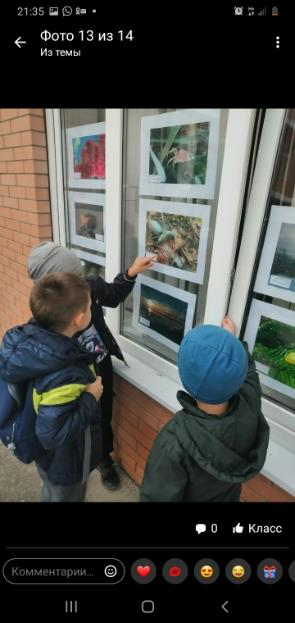 21:35
Фото 13 из 14
Из темы
0 Класс
Комментарии...